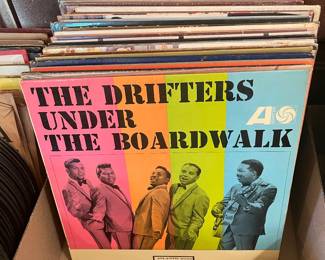 THE DRIFTERS
UNDER
THE BOARDWALK